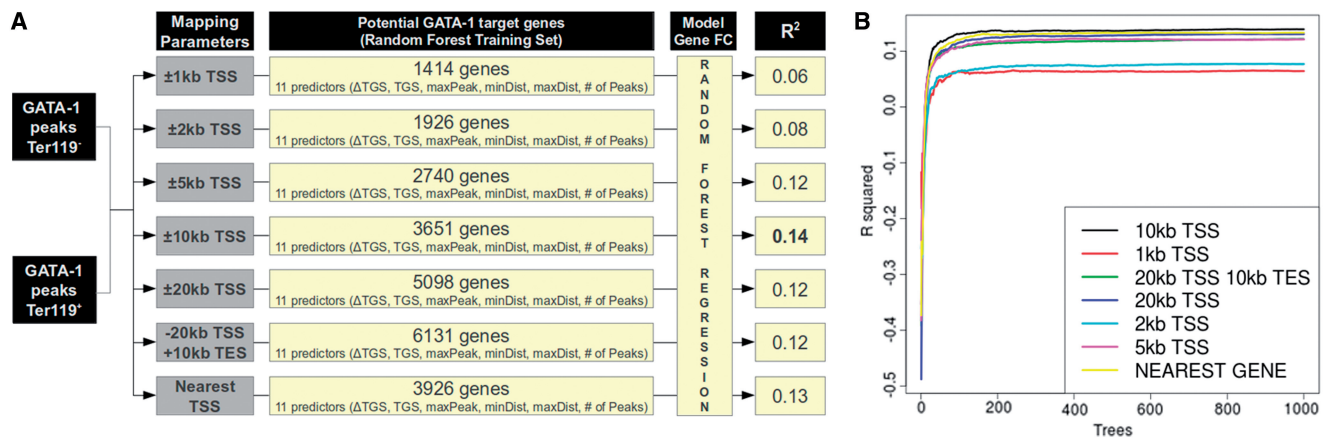 A
Mapping
Parameters
Potential GATA-1 target genes
(Random Forest Training Set)
Model
Gene FC
R²
GATA-1
peaks
Ter119⁻
GATA-1
peaks
Ter119⁺
±1kb TSS
1414 genes
11 predictors (ΔTGS, TGS, maxPeak, minDist, maxDist, # of Peaks)
0.06
±2kb TSS
1926 genes
11 predictors (ΔTGS, TGS, maxPeak, minDist, maxDist, # of Peaks)
0.08
±5kb TSS
2740 genes
11 predictors (ΔTGS, TGS, maxPeak, minDist, maxDist, # of Peaks)
0.12
±10kb TSS
3651 genes
11 predictors (ΔTGS, TGS, maxPeak, minDist, maxDist, # of Peaks)
0.14
±20kb TSS
5098 genes
11 predictors (ΔTGS, TGS, maxPeak, minDist, maxDist, # of Peaks)
0.12
-20kb TSS
+10kb TES
6131 genes
11 predictors (ΔTGS, TGS, maxPeak, minDist, maxDist, # of Peaks)
0.12
Nearest
TSS
3926 genes
11 predictors (ΔTGS, TGS, maxPeak, minDist, maxDist, # of Peaks)
0.13
RANDOM FOREST REGRESSION
B
R squared
0.1
0.0
-0.1
-0.2
-0.3
-0.4
-0.5
10kb TSS
1kb TSS
20kb TSS 10kb TES
20kb TSS
2kb TSS
5kb TSS
NEAREST GENE
0
200
400
600
800
1000
Trees